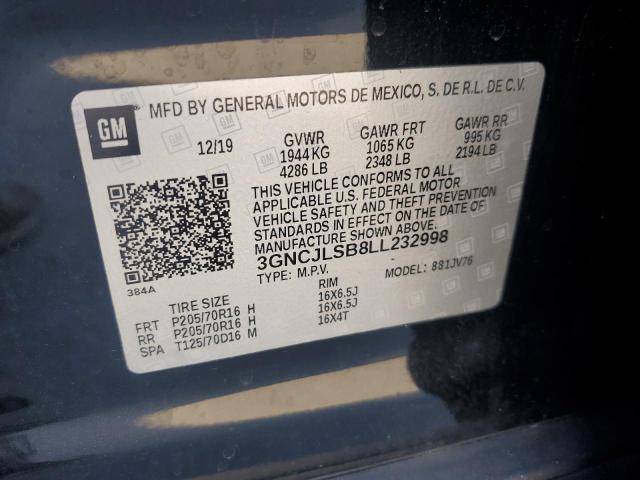 GM
MFD BY GENERAL MOTORS DE MEXICO, S. DE R.L. DE C.V.
12/19 GVWR GAWR FRT GAWR RR
1944 KG 1065 KG 995 KG
4286 LB 2348 LB 2194 LB
THIS VEHICLE CONFORMS TO ALL
APPLICABLE U.S. FEDERAL MOTOR
VEHICLE SAFETY AND THEFT PREVENTION
STANDARDS IN EFFECT ON THE DATE OF
MANUFACTURE SHOWN ABOVE.
3GNCJLSB8LL232998
384A
TYPE: M.P.V. MODEL: 881JV76
TIRE SIZE RIM
FRT P205/70R16 H 16X6.5J
RR P205/70R16 H 16X6.5J
SPA T125/70D16 M 16X4T